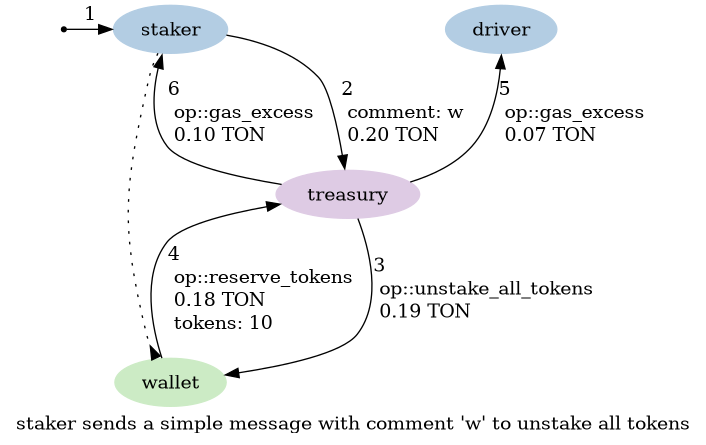 1
staker
driver
6
op::gas_excess
0.10 TON
2
comment: w
0.20 TON
5
op::gas_excess
0.07 TON
treasury
4
op::reserve_tokens
0.18 TON
tokens: 10
3
op::unstake_all_tokens
0.19 TON
wallet
staker sends a simple message with comment 'w' to unstake all tokens